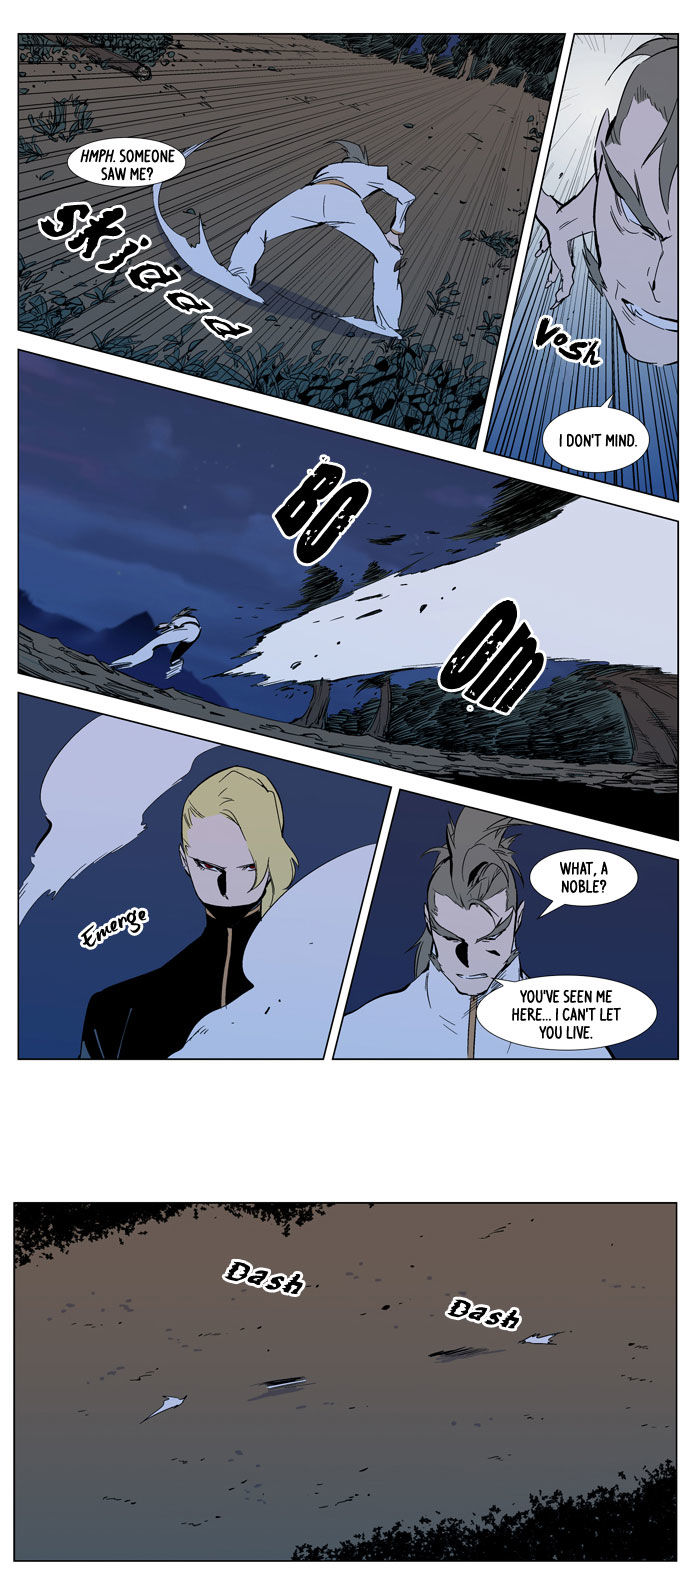 HMPH. SOMEONE
SAW ME?
Skiddd
Vosh
I DON'T MIND.
BO
OM
Emerge
WHAT, A
NOBLE?
YOU'VE SEEN ME
HERE... I CAN'T LET
YOU LIVE.
Dash
Dash